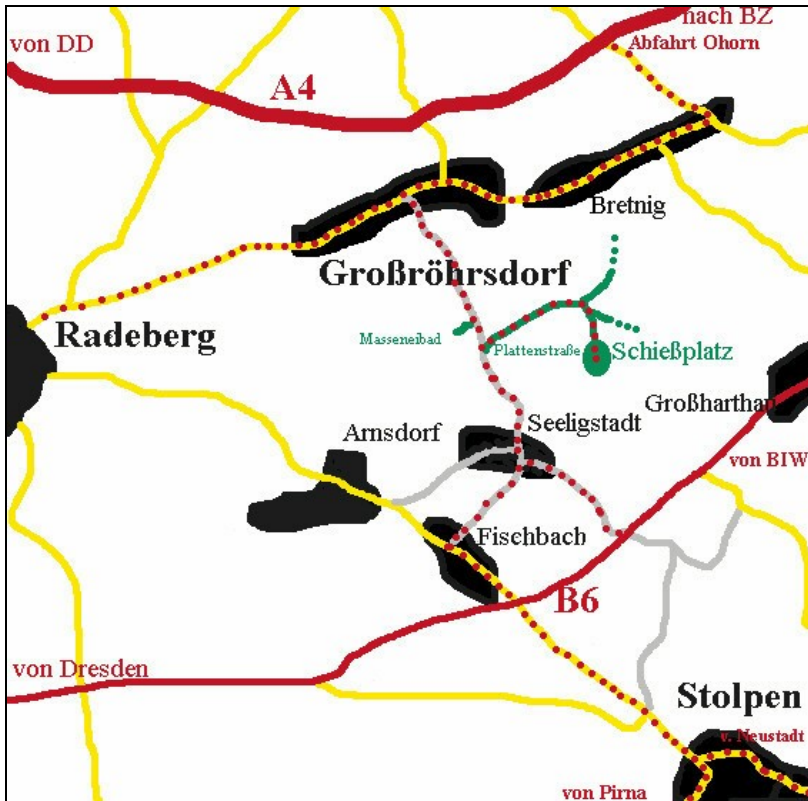 nach BZ
von DD
Abfahrt Ohorn
A4
Bretnig
Großröhrsdorf
Radeberg
Masseneibad
Plattenstraße
Schießplatz
Großharthau
Seeligstadt
Arnsdorf
von BIW
Fischbach
B6
von Dresden
Stolpen
v. Neustadt
von Pirna